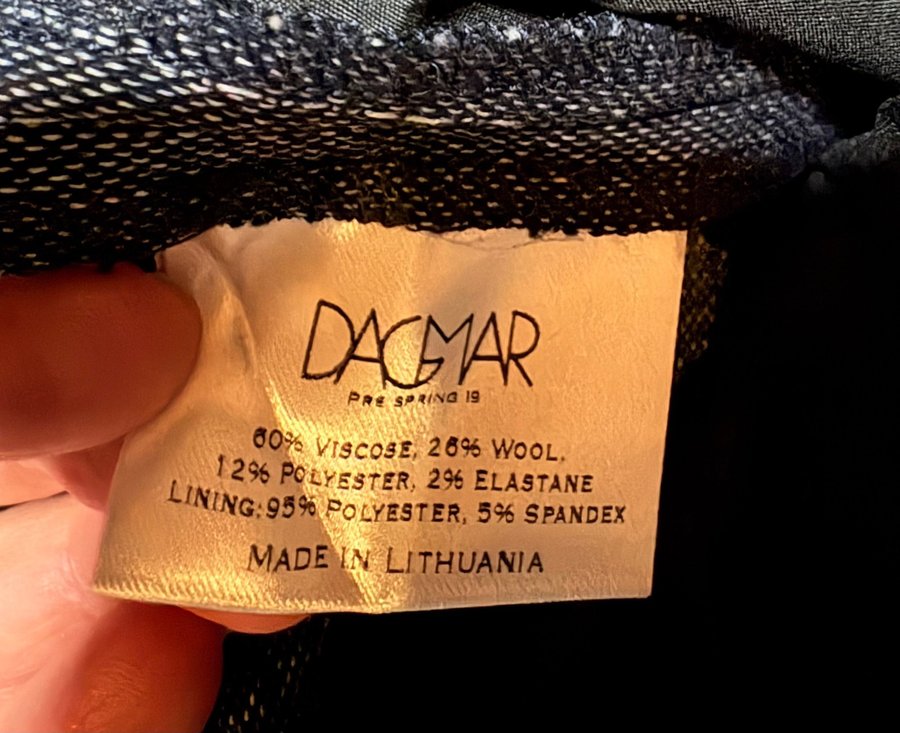 DAGMAR
PRE SPRING 19
60% VISCOSE, 26% WOOL,
12% POLYESTER, 2% ELASTANE
LINING: 95% POLYESTER, 5% SPANDEX
MADE IN LITHUANIA